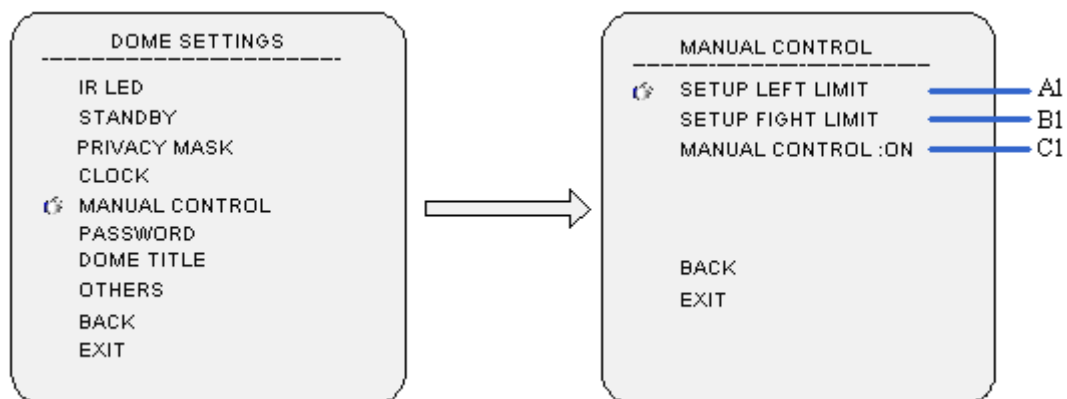 DOME SETTINGS
IR LED
STANDBY
PRIVACY MASK
CLOCK
MANUAL CONTROL
PASSWORD
DOME TITLE
OTHERS
BACK
EXIT
MANUAL CONTROL
SETUP LEFT LIMIT
A1
SETUP FIGHT LIMIT
B1
MANUAL CONTROL :ON
C1
BACK
EXIT